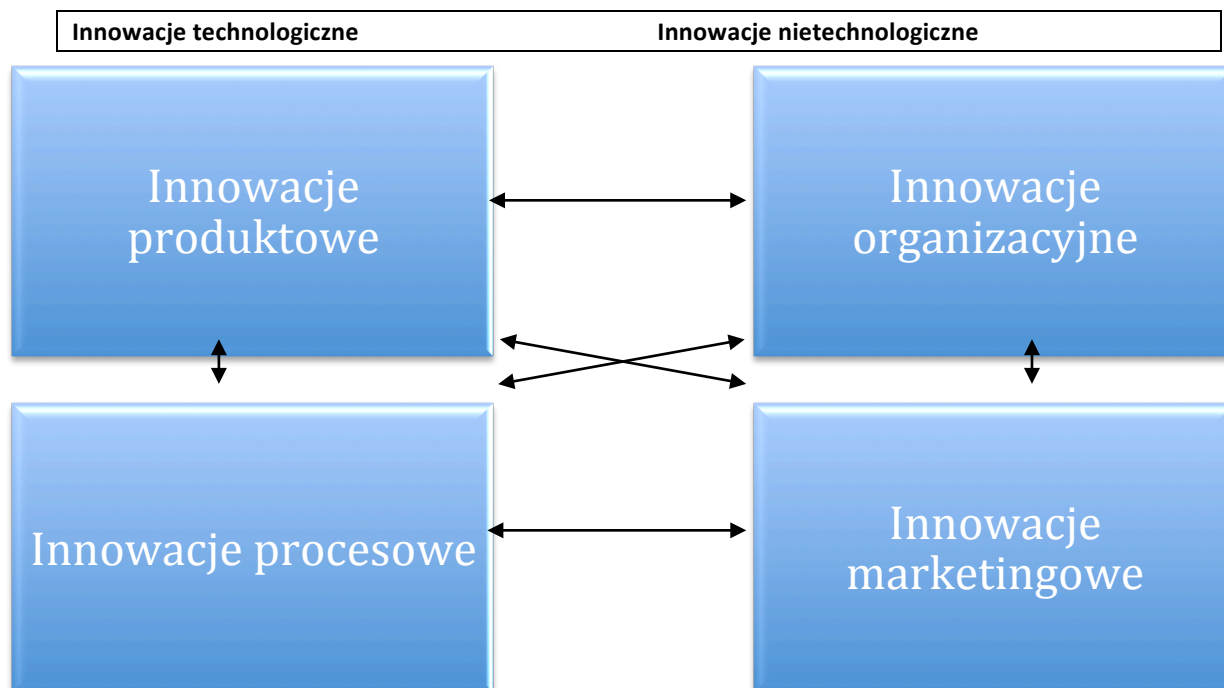 Innowacje technologiczne Innowacje nietechnologiczne
Innowacje
produktowe
Innowacje
organizacyjne
Innowacje procesowe
Innowacje
marketingowe